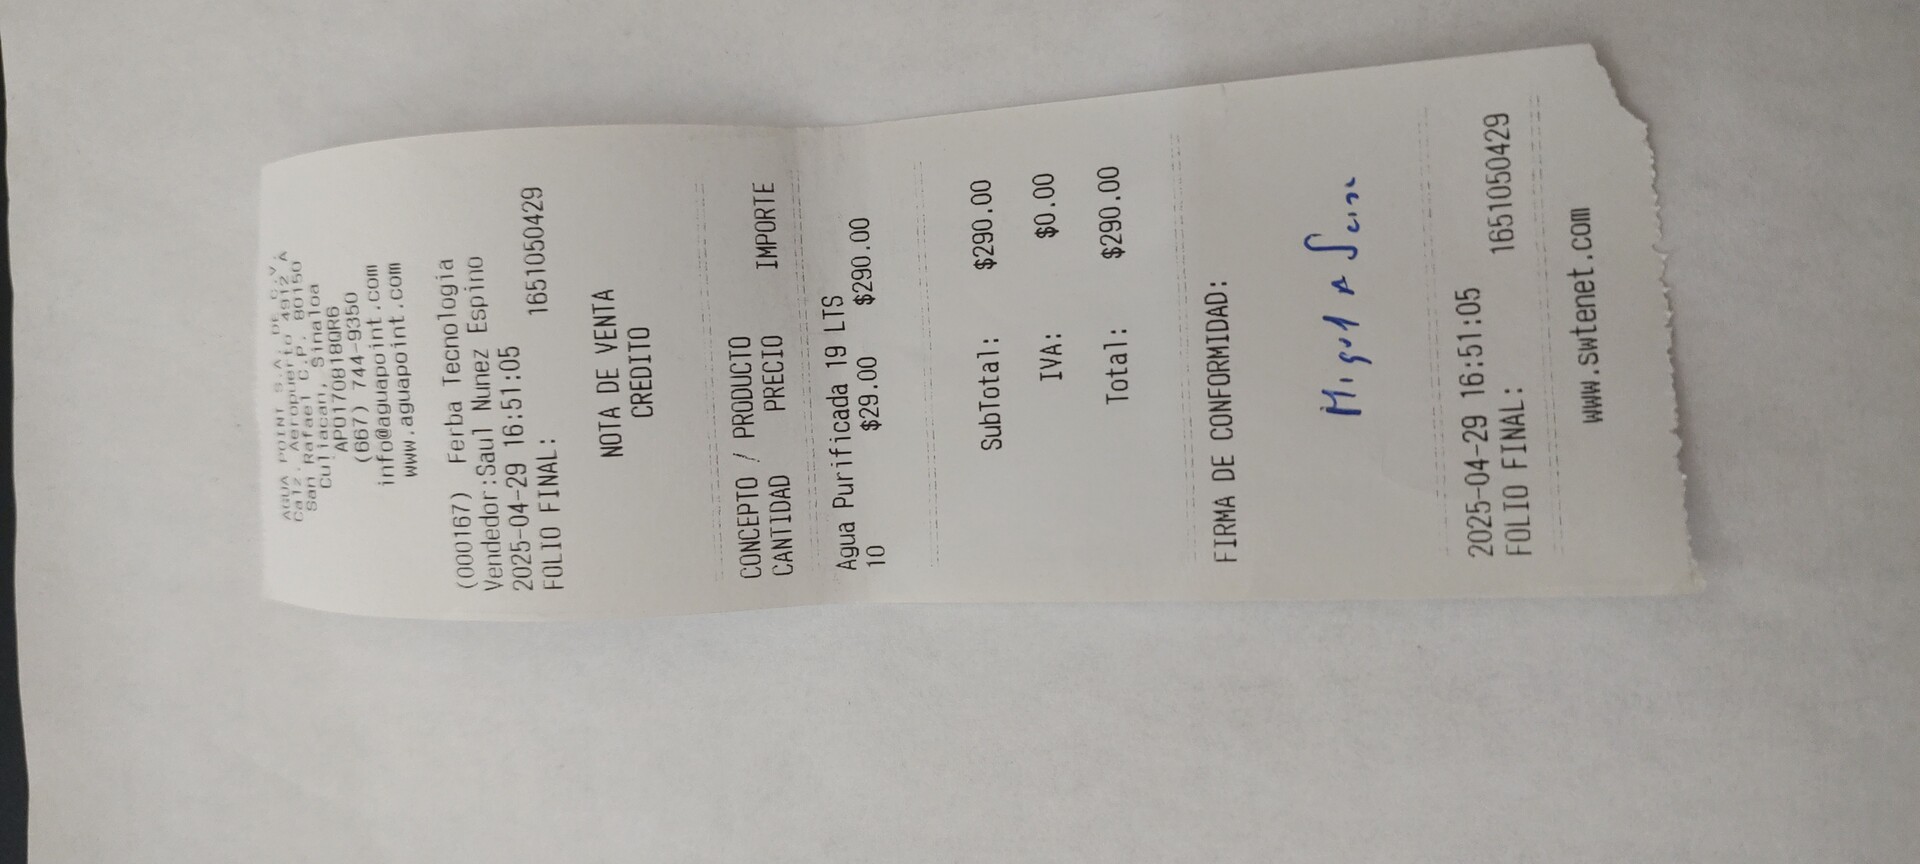 AGUA POINT S.A. DE C.V.
Calz. Aeropuerto 4912 A
San Rafael C.P. 80150
Culiacan, Sinaloa
APO170818QR6
(667) 744-9350
info@aguapoint.com
www.aguapoint.com
(000167) Ferba Tecnologia
Vendedor:Saul Nunez Espino
2025-04-29 16:51:05
FOLIO FINAL: 1651050429
NOTA DE VENTA
CREDITO
CONCEPTO / PRODUCTO
CANTIDAD PRECIO IMPORTE
Agua Purificada 19 LTS
10 $29.00 $290.00
SubTotal: $290.00
IVA: $0.00
Total: $290.00
FIRMA DE CONFORMIDAD:
Miguel A
2025-04-29 16:51:05
FOLIO FINAL: 1651050429
www.swtenet.com